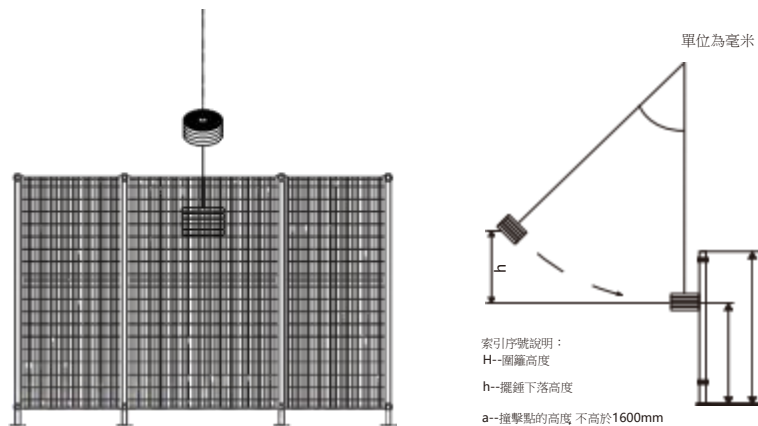 單位為毫米
h
索引序號說明：
H--圍籬高度
h--擺錘下落高度
a--撞擊點的高度, 不高於1600mm